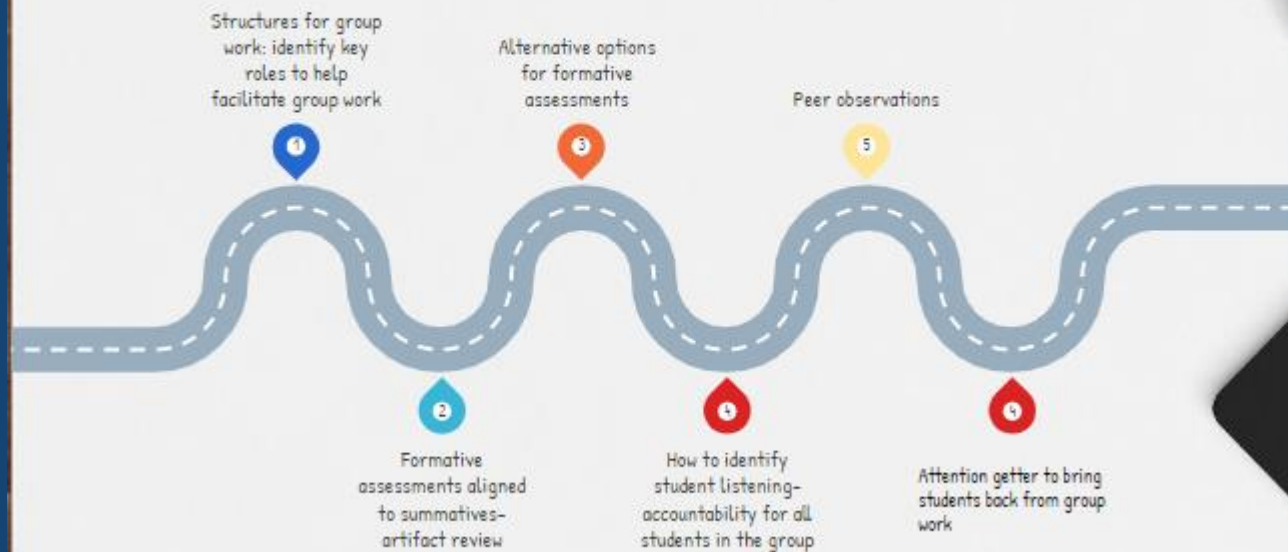 Structures for group
work: identify key
roles to help
facilitate group work
1
Formative
assessments aligned
to summatives-
artifact review
2
Alternative options
for formative
assessments
3
How to identify
student listening-
accountability for all
students in the group
4
Peer observations
5
Attention getter to bring
students back from group
work
4